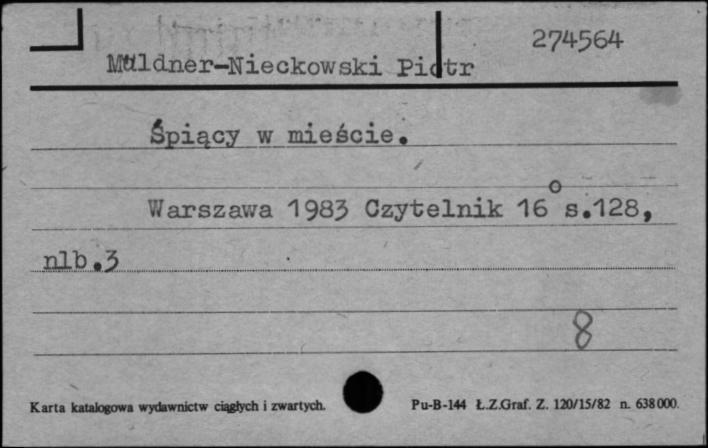 274564
Müldner-Nieckowski Piotr
Śpiący w mieście.
Warszawa 1983 Czytelnik 16° s.128,
nlb.3
8
Karta katalogowa wydawnictw ciągłych i zwartych.
Pu-B-144 Ł.Z.Graf. Z. 120/15/82 n. 638000.